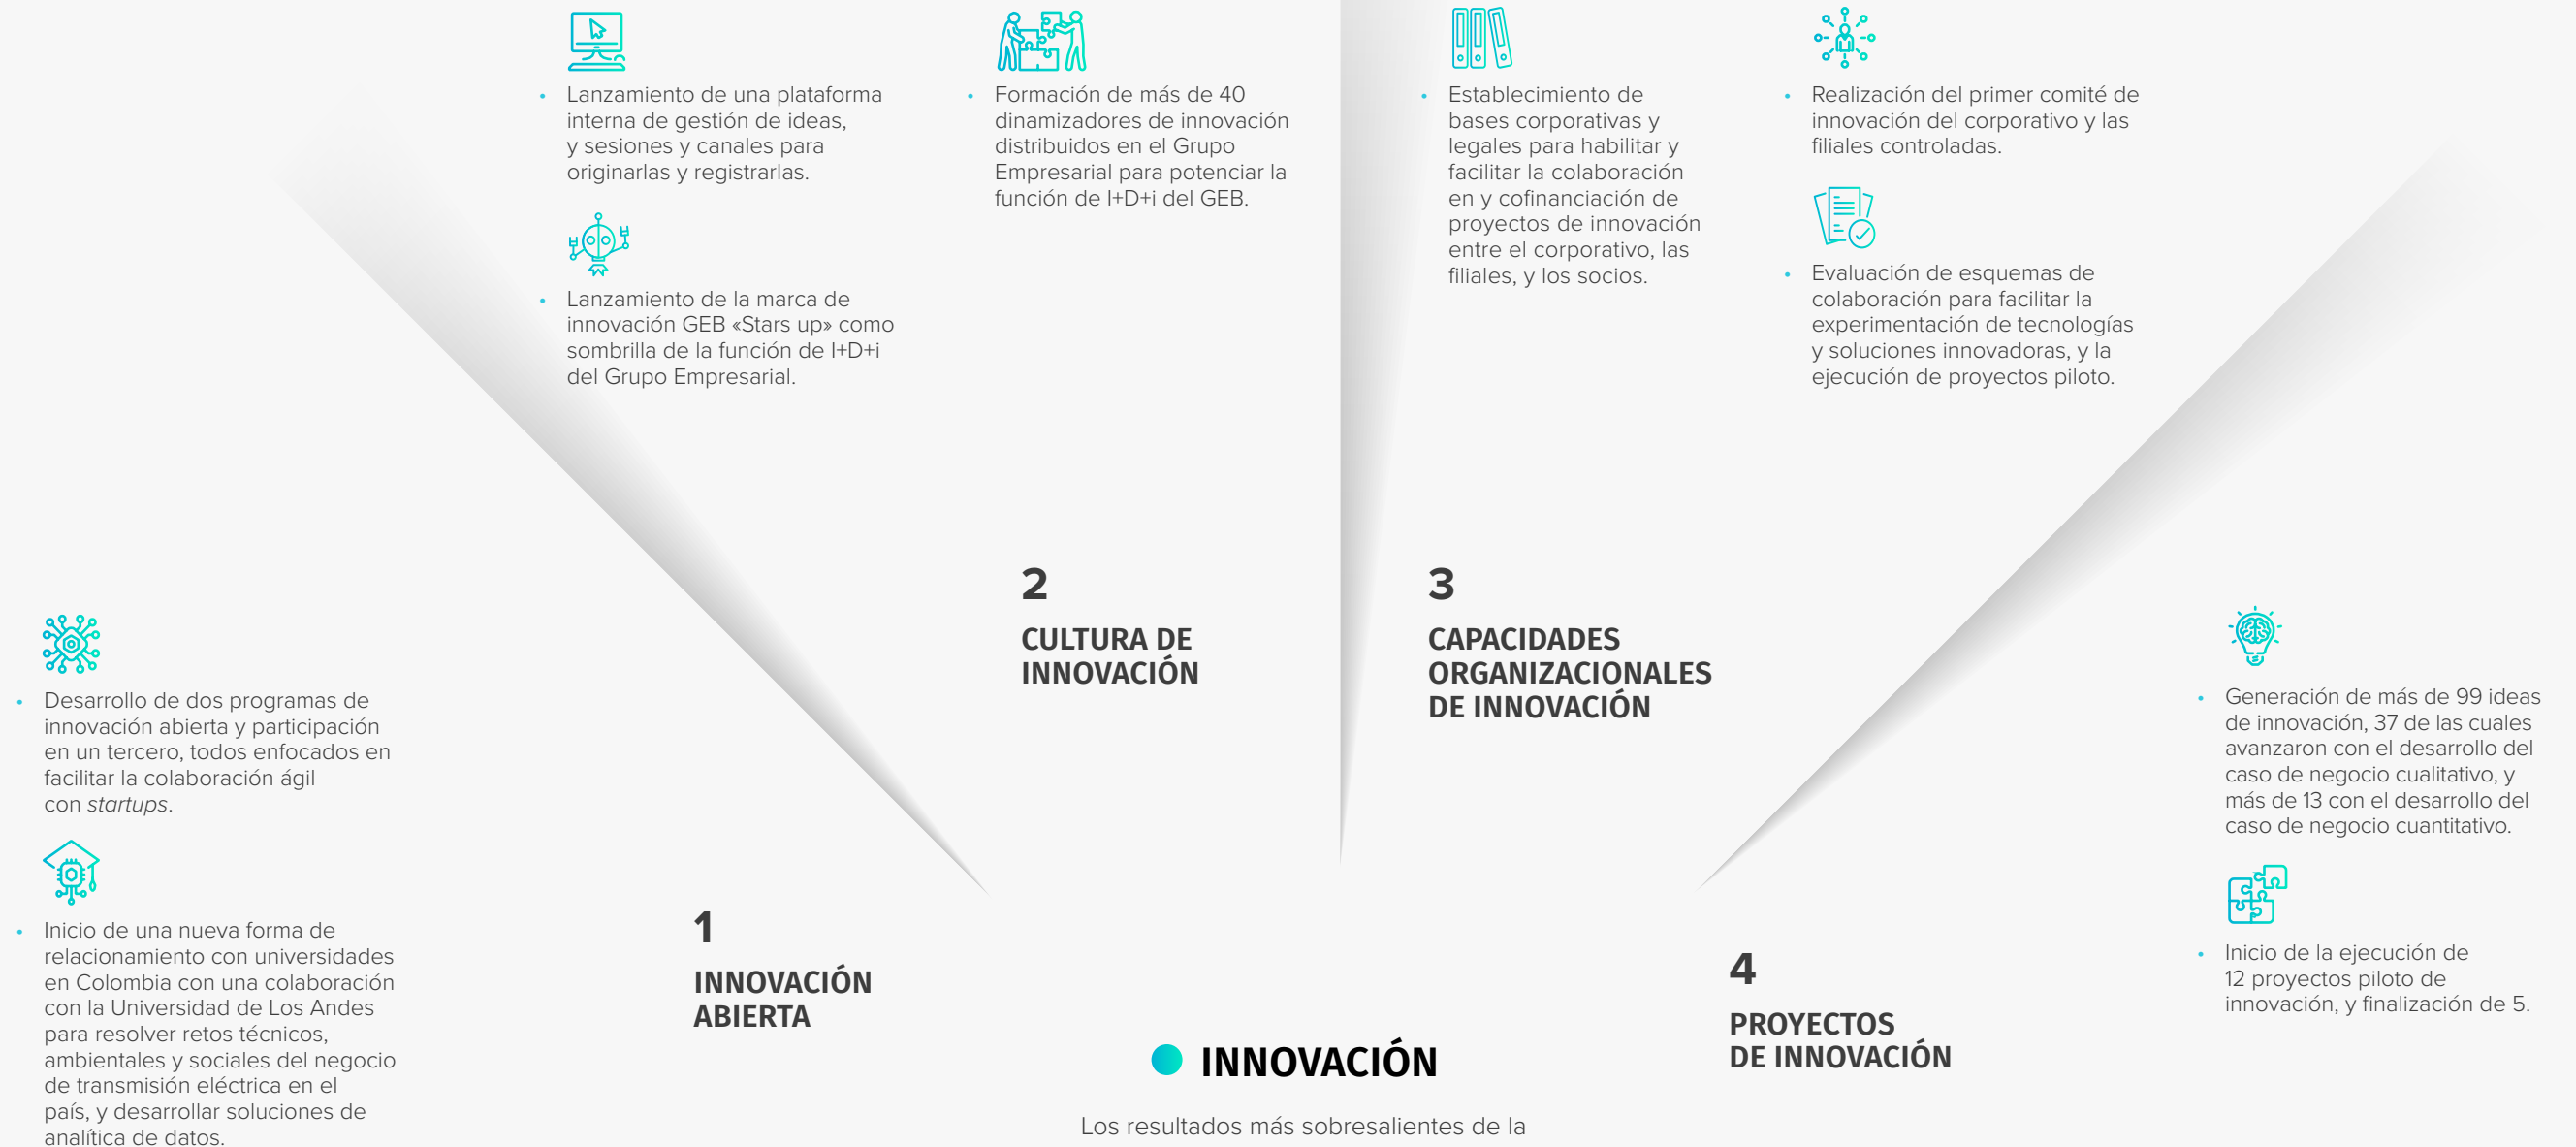 1
INNOVACIÓN
ABIERTA
• Desarrollo de dos programas de
innovación abierta y participación
en un tercero, todos enfocados en
facilitar la colaboración ágil
con startups.
• Inicio de una nueva forma de
relacionamiento con universidades
en Colombia con una colaboración
con la Universidad de Los Andes
para resolver retos técnicos,
ambientales y sociales del negocio
de transmisión eléctrica en el
país, y desarrollar soluciones de
analítica de datos.
2
CULTURA DE
INNOVACIÓN
• Lanzamiento de una plataforma
interna de gestión de ideas,
y sesiones y canales para
originarlas y registrarlas.
• Lanzamiento de la marca de
innovación GEB «Stars up» como
sombrilla de la función de I+D+i
del Grupo Empresarial.
• Formación de más de 40
dinamizadores de innovación
distribuidos en el Grupo
Empresarial para potenciar la
función de I+D+i del GEB.
3
CAPACIDADES
ORGANIZACIONALES
DE INNOVACIÓN
• Establecimiento de
bases corporativas y
legales para habilitar y
facilitar la colaboración
en y cofinanciación de
proyectos de innovación
entre el corporativo, las
filiales, y los socios.
• Realización del primer comité de
innovación del corporativo y las
filiales controladas.
• Evaluación de esquemas de
colaboración para facilitar la
experimentación de tecnologías
y soluciones innovadoras, y la
ejecución de proyectos piloto.
4
PROYECTOS
DE INNOVACIÓN
• Generación de más de 99 ideas
de innovación, 37 de las cuales
avanzaron con el desarrollo del
caso de negocio cualitativo, y
más de 13 con el desarrollo del
caso de negocio cuantitativo.
• Inicio de la ejecución de
12 proyectos piloto de
innovación, y finalización de 5.
INNOVACIÓN
Los resultados más sobresalientes de la